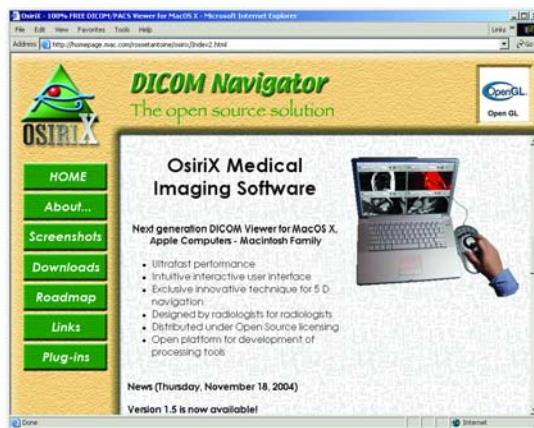 OsiriX - 100% FREE DICOM/PACS Viewer for MacOS X - Microsoft Internet Explorer
File Edit View Favorites Tools Help
Links
Address http://homepage.mac.com/rossetantoine/osirix/Index2.html
Go
DICOM Navigator
The open source solution
OpenGL
Open GL
OSIRIX
HOME
About...
Screenshots
Downloads
Roadmap
Links
Plug-ins
OsiriX Medical
Imaging Software
Next generation DICOM Viewer for MacOS X,
Apple Computers - Macintosh Family
Ultrafast performance
Intuitive interactive user interface
Exclusive innovative technique for 5 D
navigation
Designed by radiologists for radiologists
Distributed under Open Source licensing
Open platform for development of
processing tools
News (Thursday, November 18, 2004)
Version 1.5 is now available!
Done
Internet